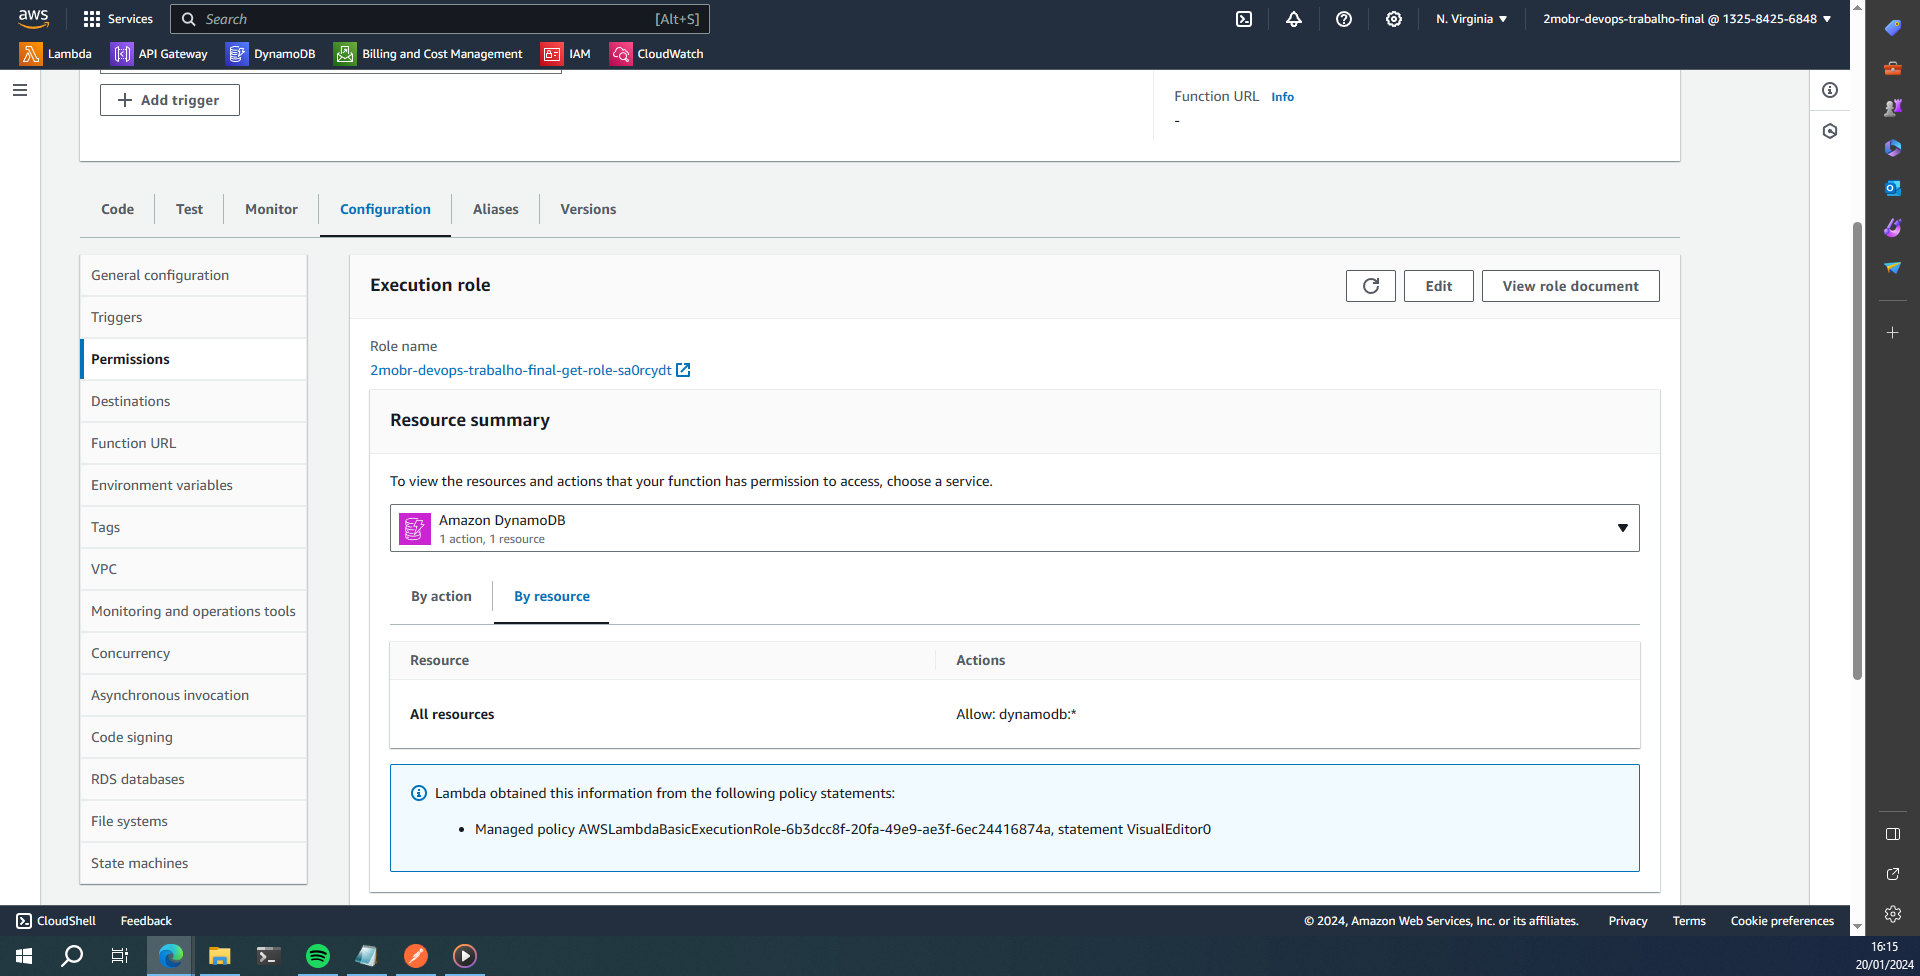 aws
Services
Search
[Alt+S]
N. Virginia
2mobr-devops-trabalho-final @ 1325-8425-6848
Lambda
API Gateway
DynamoDB
Billing and Cost Management
IAM
CloudWatch
Add trigger
Function URL Info
-
Code
Test
Monitor
Configuration
Aliases
Versions
General configuration
Triggers
Permissions
Destinations
Function URL
Environment variables
Tags
VPC
Monitoring and operations tools
Concurrency
Asynchronous invocation
Code signing
RDS databases
File systems
State machines
Execution role
Edit
View role document
Role name
2mobr-devops-trabalho-final-get-role-sa0rcydt
Resource summary
To view the resources and actions that your function has permission to access, choose a service.
Amazon DynamoDB
1 action, 1 resource
By action
By resource
Resource
Actions
All resources
Allow: dynamodb:*
Lambda obtained this information from the following policy statements:
• Managed policy AWSLambdaBasicExecutionRole-6b3dcc8f-20fa-49e9-ae3f-6ec24416874a, statement VisualEditor0
CloudShell
Feedback
© 2024, Amazon Web Services, Inc. or its affiliates.
Privacy
Terms
Cookie preferences
16:15
20/01/2024